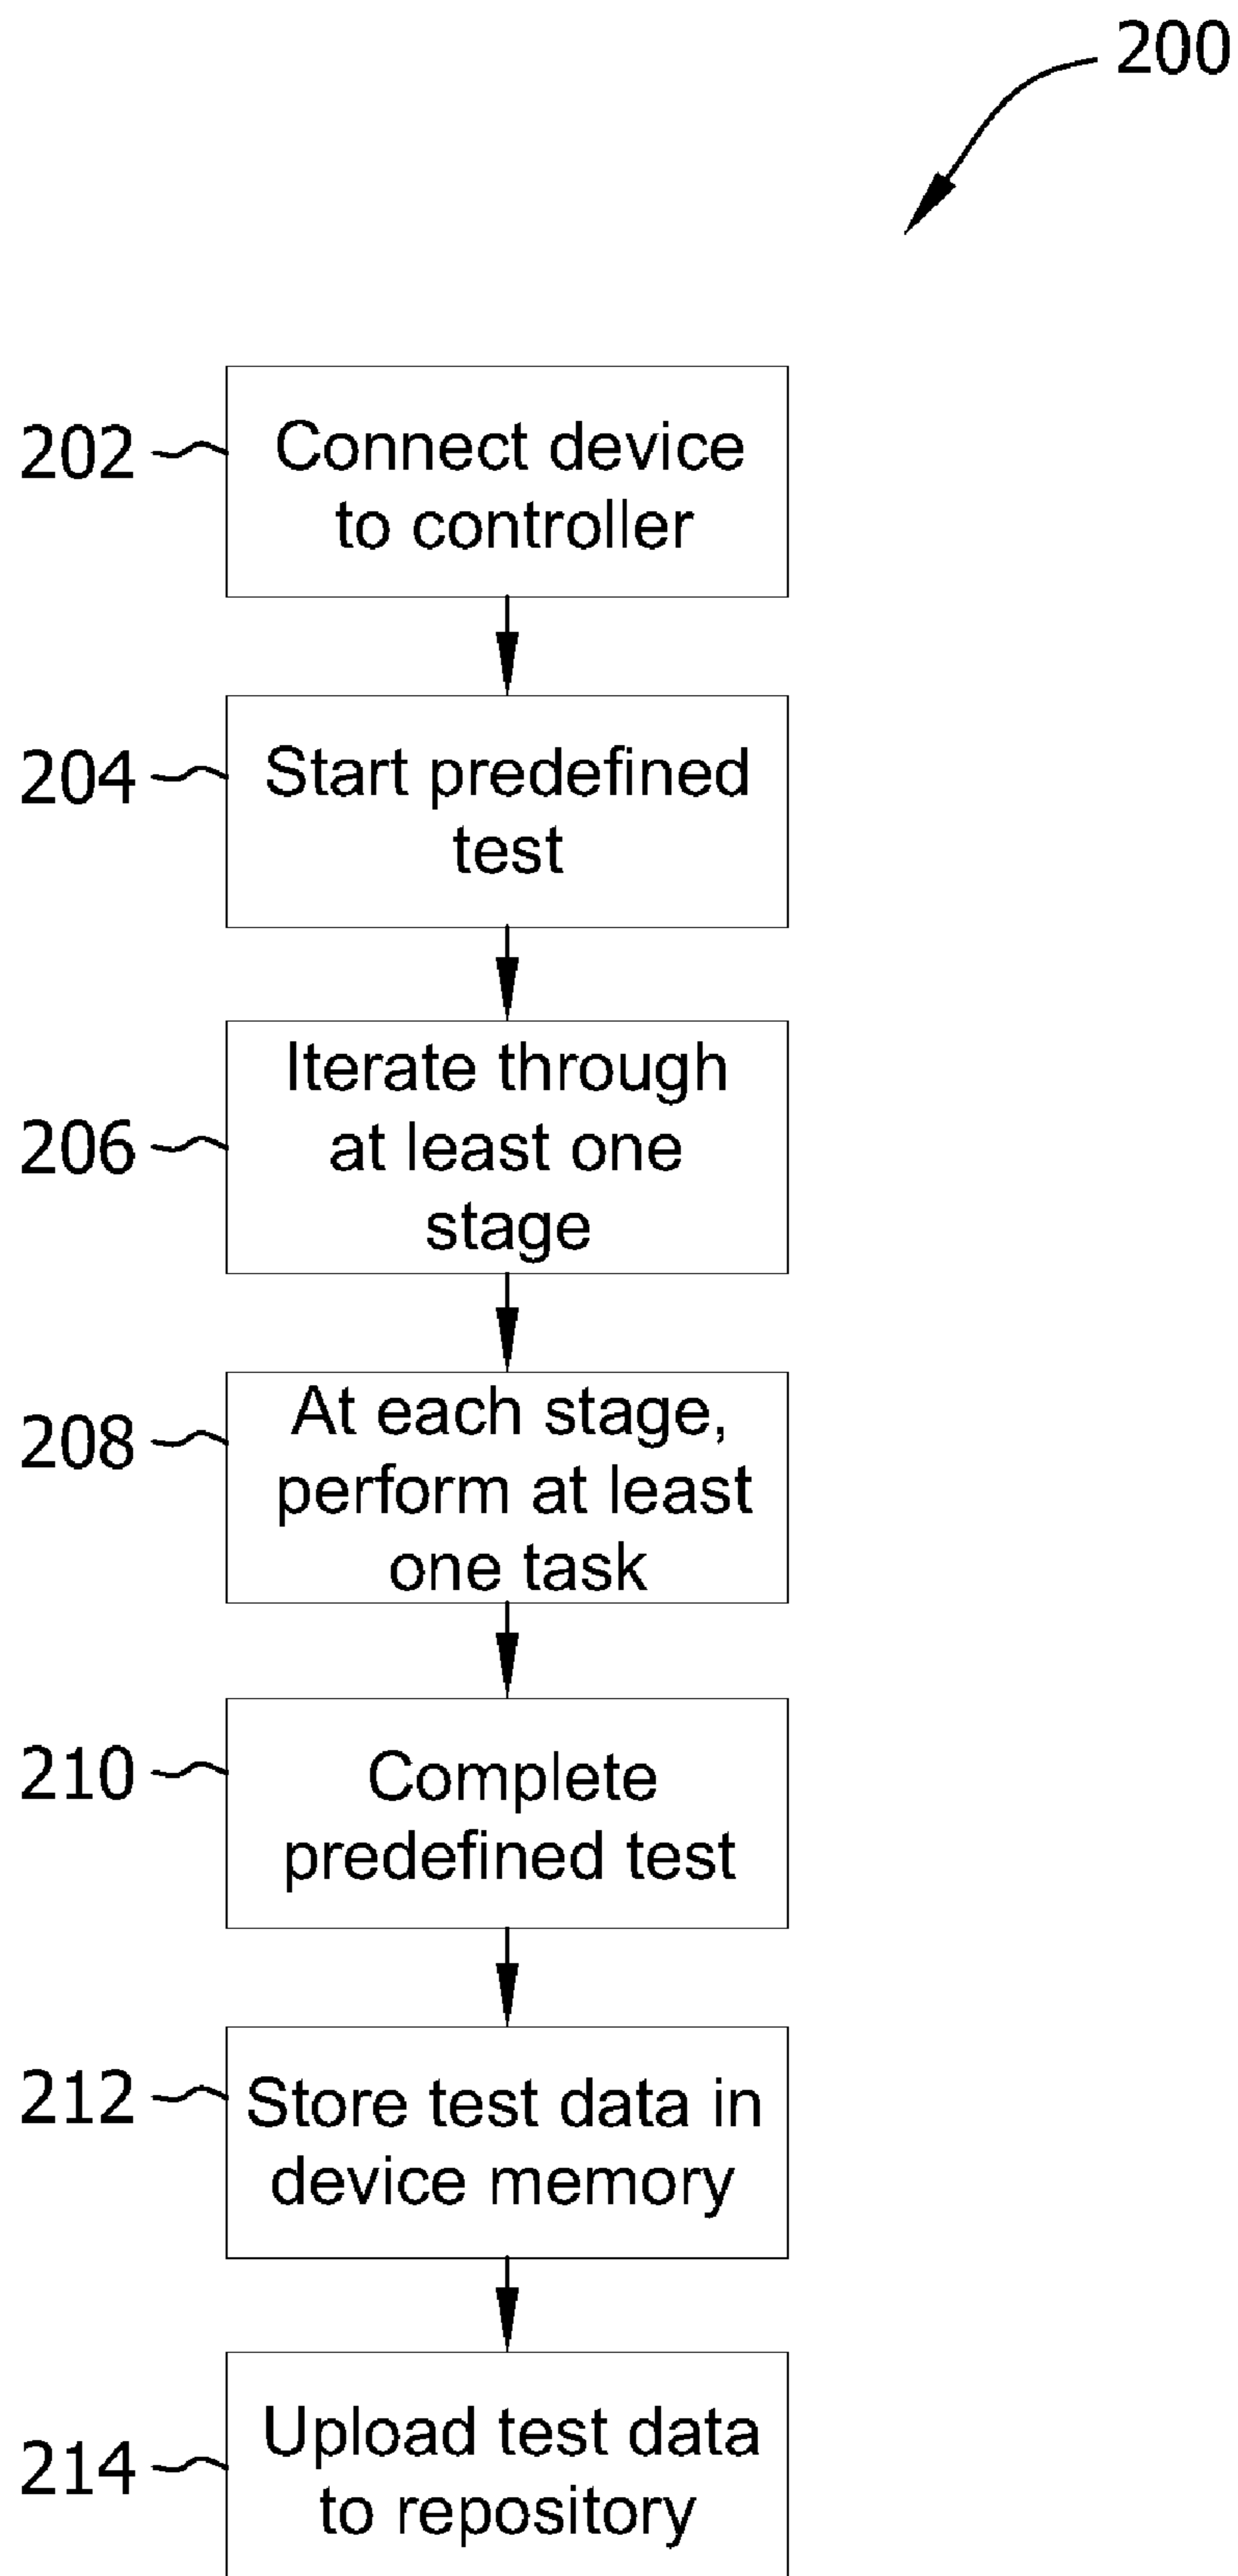 200
202
Connect device
to controller
204
Start predefined
test
206
Iterate through
at least one
stage
208
At each stage,
perform at least
one task
210
Complete
predefined test
212
Store test data in
device memory
214
Upload test data
to repository